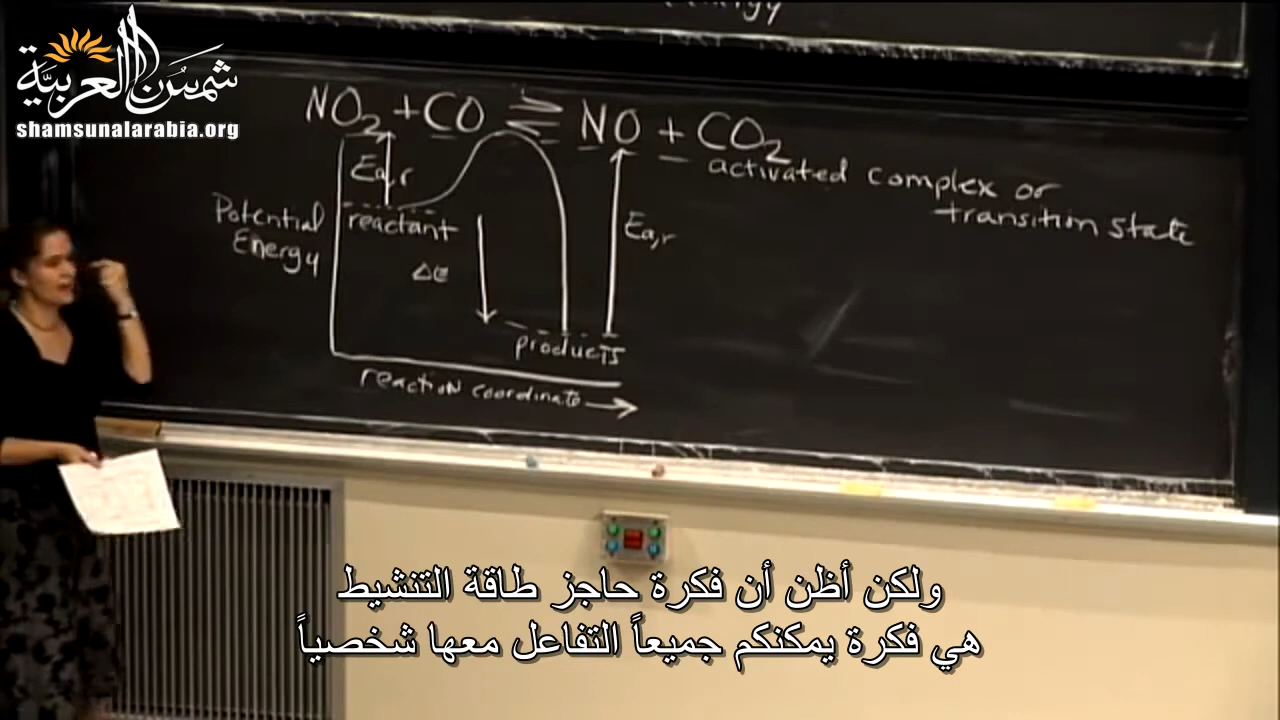 شمس العربية
shamsunalarabia.org
NO₂ + CO ⇌ NO + CO₂
activated complex or
transition state
Ea,r
Potential
Energy
reactant
Ea,r
ΔE
products
reaction coordinate →
ولكن أظن أن فكرة حاجز طاقة التنشيط
هي فكرة يمكنكم جميعاً التفاعل معها شخصياً